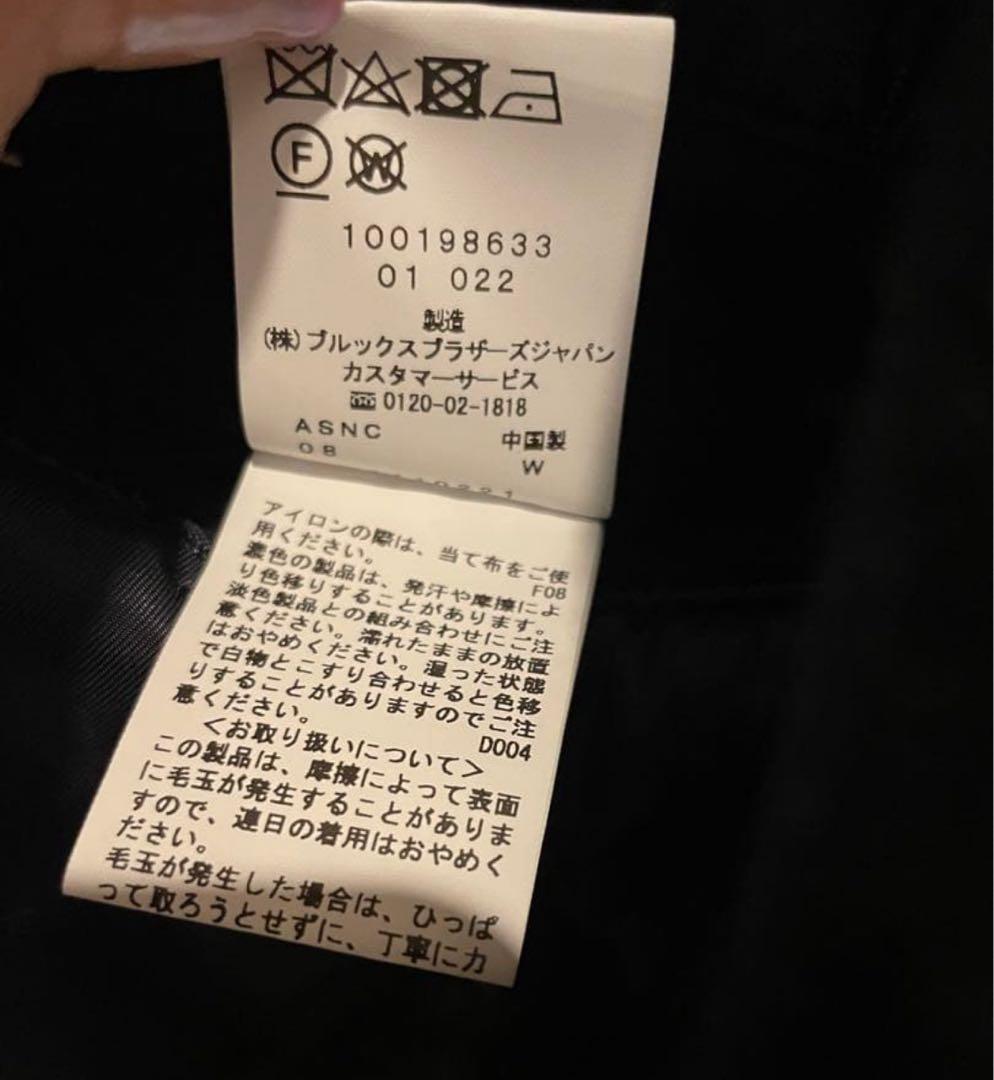 F W
100198633
01 022
製造
(株)ブルックスブラザーズジャパン
カスタマーサービス
0120-02-1818
ASNC 中国製
08 W
アイロンの際は、当て布をご使
用ください。 F08
濃色の製品は、発汗や摩擦によ
り色移りすることがあります。
淡色製品との組み合わせにご注
意ください。濡れたままの放置
はおやめください。湿った状態
で白物とこすり合わせると色移
りすることがありますのでご注
意ください。 D004
<お取り扱いについて>
この製品は、摩擦によって表面
に毛玉が発生することがありま
すので、連日の着用はおやめく
ださい。
毛玉が発生した場合は、ひっぱ
って取ろうとせずに、丁寧にカ